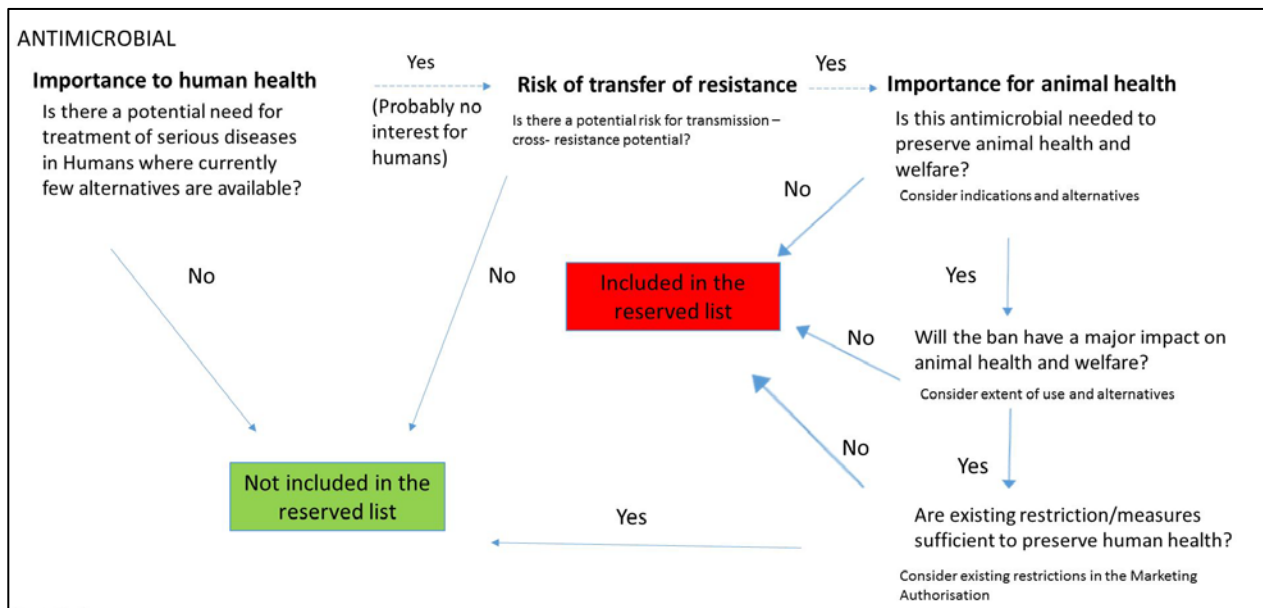 ANTIMICROBIAL
Importance to human health
Is there a potential need for
treatment of serious diseases
in Humans where currently
few alternatives are available?
Yes
(Probably no
interest for
humans)
Risk of transfer of resistance
Is there a potential risk for transmission –
cross- resistance potential?
Yes
Importance for animal health
Is this antimicrobial needed to
preserve animal health and
welfare?
Consider indications and alternatives
No
No
No
Included in the
reserved list
Yes
No
Will the ban have a major impact on
animal health and welfare?
Consider extent of use and alternatives
No
Yes
Not included in the
reserved list
Yes
Are existing restriction/measures
sufficient to preserve human health?
Consider existing restrictions in the Marketing
Authorisation